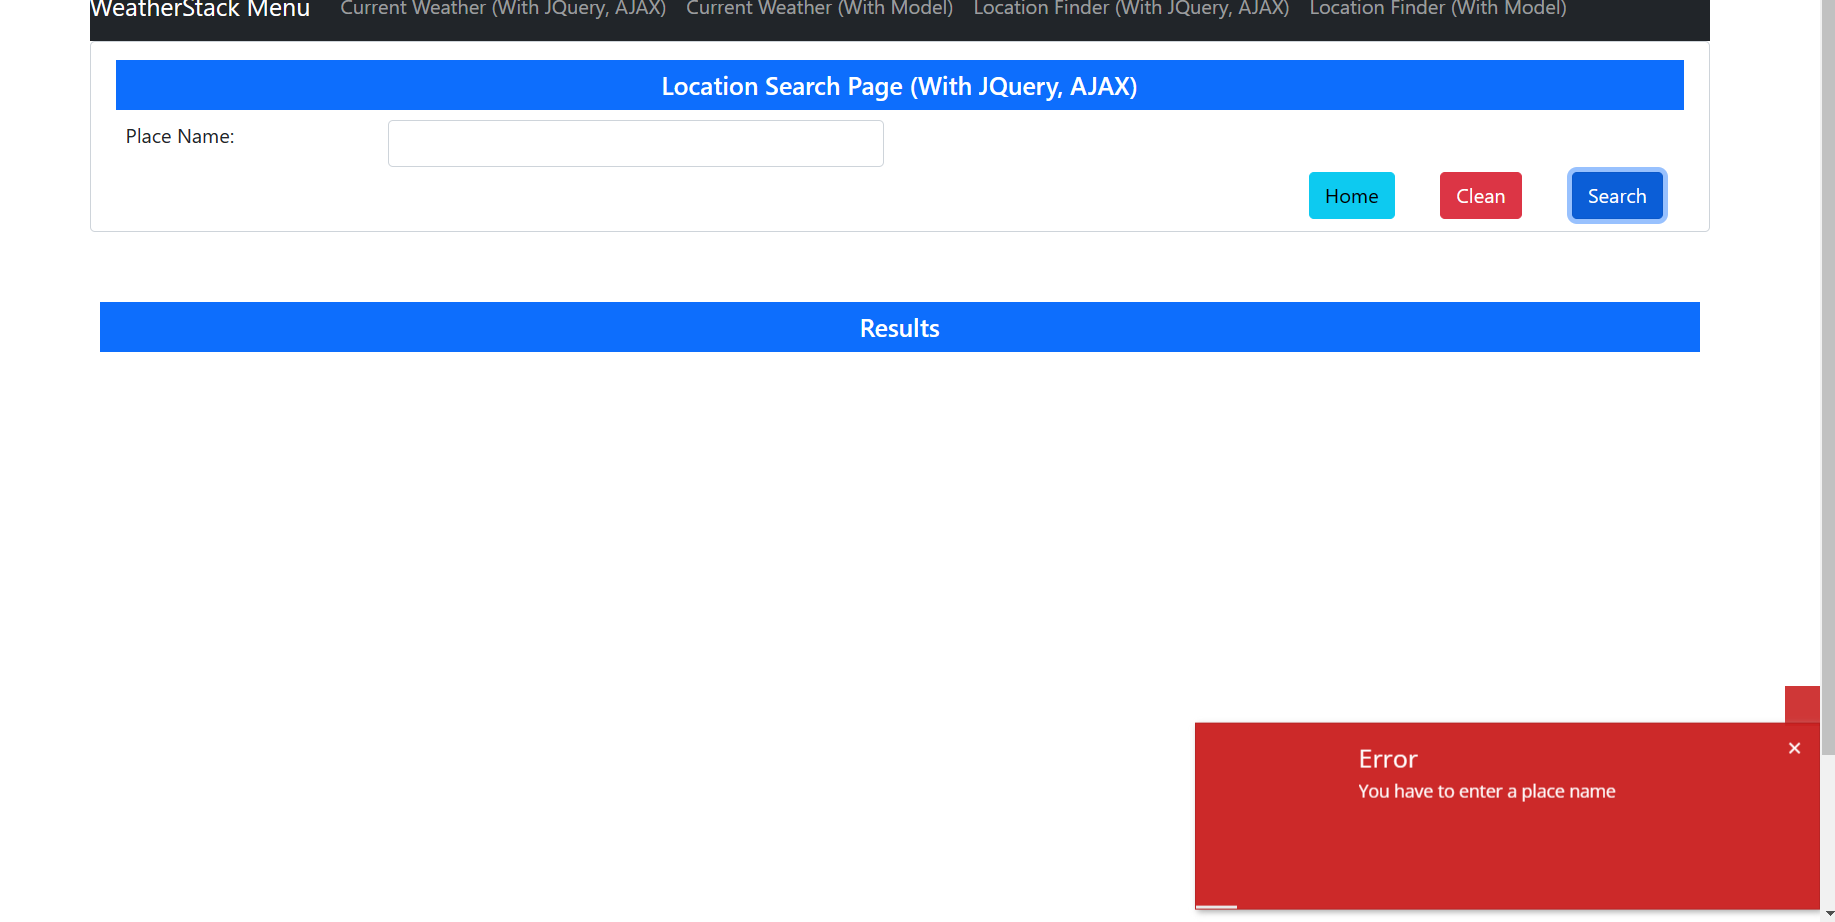 WeatherStack Menu Current Weather (With JQuery, AJAX) Current Weather (With Model) Location Finder (With JQuery, AJAX) Location Finder (With Model)
Location Search Page (With JQuery, AJAX)
Place Name:
Home Clean Search
Results
Error
You have to enter a place name